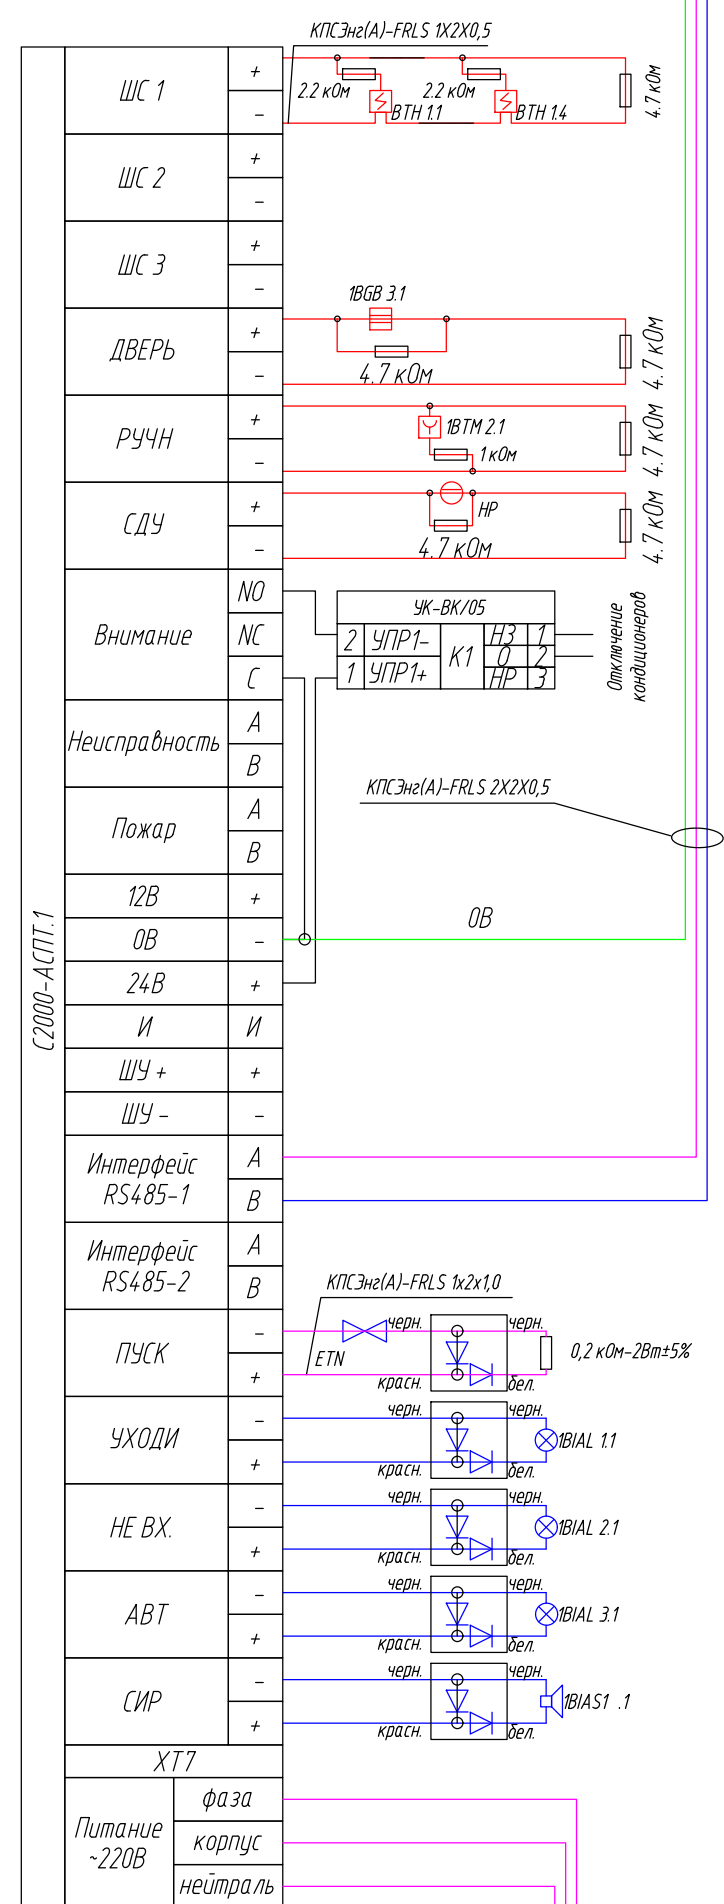 КПСЭнг(А)-FRLS 1Х2Х0,5
ШС 1
+
-
2.2 кОм
2.2 кОм
ВТН 1.1
ВТН 1.4
4.7 кОм
ШС 2
+
-
ШС 3
+
-
1BGB 3.1
ДВЕРЬ
+
-
4.7 кОм
4.7 кОм
РУЧН
+
-
1ВТМ 2.1
1 кОм
4.7 кОм
СДУ
+
-
НР
4.7 кОм
4.7 кОм
Внимание
NO
NC
C
УК-ВК/05
2 УПР1- К1 НЗ 1
О 2
1 УПР1+ НР 3
Отключение
кондиционеров
Неисправность
А
В
КПСЭнг(А)-FRLS 2Х2Х0,5
Пожар
А
В
12В +
0В -
0В
24В +
И И
ШУ + +
ШУ - -
С2000-АСПТ.1
Интерфейс
RS485-1
А
В
Интерфейс
RS485-2
А
В
КПСЭнг(А)-FRLS 1х2х1,0
ПУСК
-
+
ETN
черн. черн.
красн. бел.
0,2 кОм-2Вт±5%
УХОДИ
-
+
черн. черн.
красн. бел.
1BIAL 1.1
НЕ ВХ.
-
+
черн. черн.
красн. бел.
1BIAL 2.1
АВТ
-
+
черн. черн.
красн. бел.
1BIAL 3.1
СИР
-
+
черн. черн.
красн. бел.
1BIAS1 .1
ХТ7
Питание
~220В
фаза
корпус
нейтраль